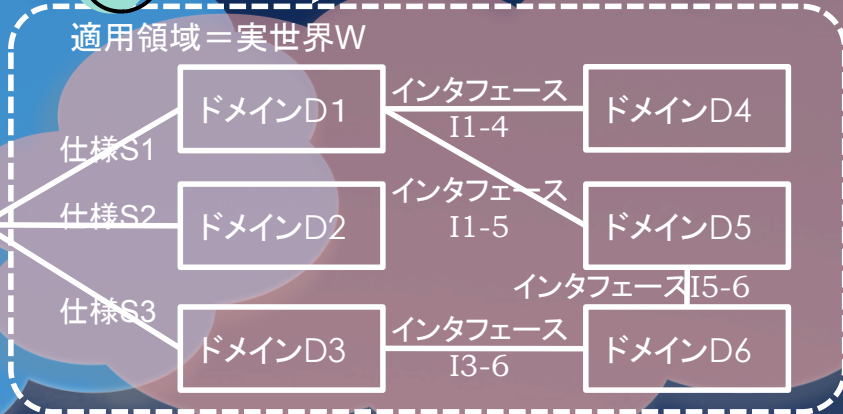 適用領域＝実世界W
ドメインD1
インタフェース
I1-4
ドメインD4
仕様S1
仕様S2
ドメインD2
インタフェース
I1-5
ドメインD5
インタフェースI5-6
仕様S3
ドメインD3
インタフェース
I3-6
ドメインD6